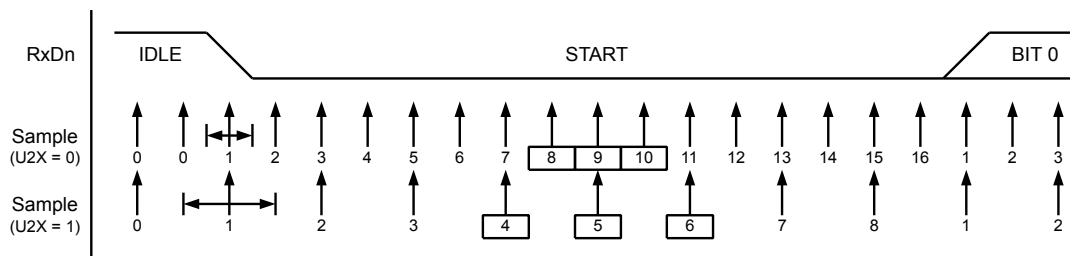 RxDn IDLE START BIT 0
Sample
(U2X = 0) 0 0 1 2 3 4 5 6 7 8 9 10 11 12 13 14 15 16 1 2 3
Sample
(U2X = 1) 0 1 2 3 4 5 6 7 8 1 2